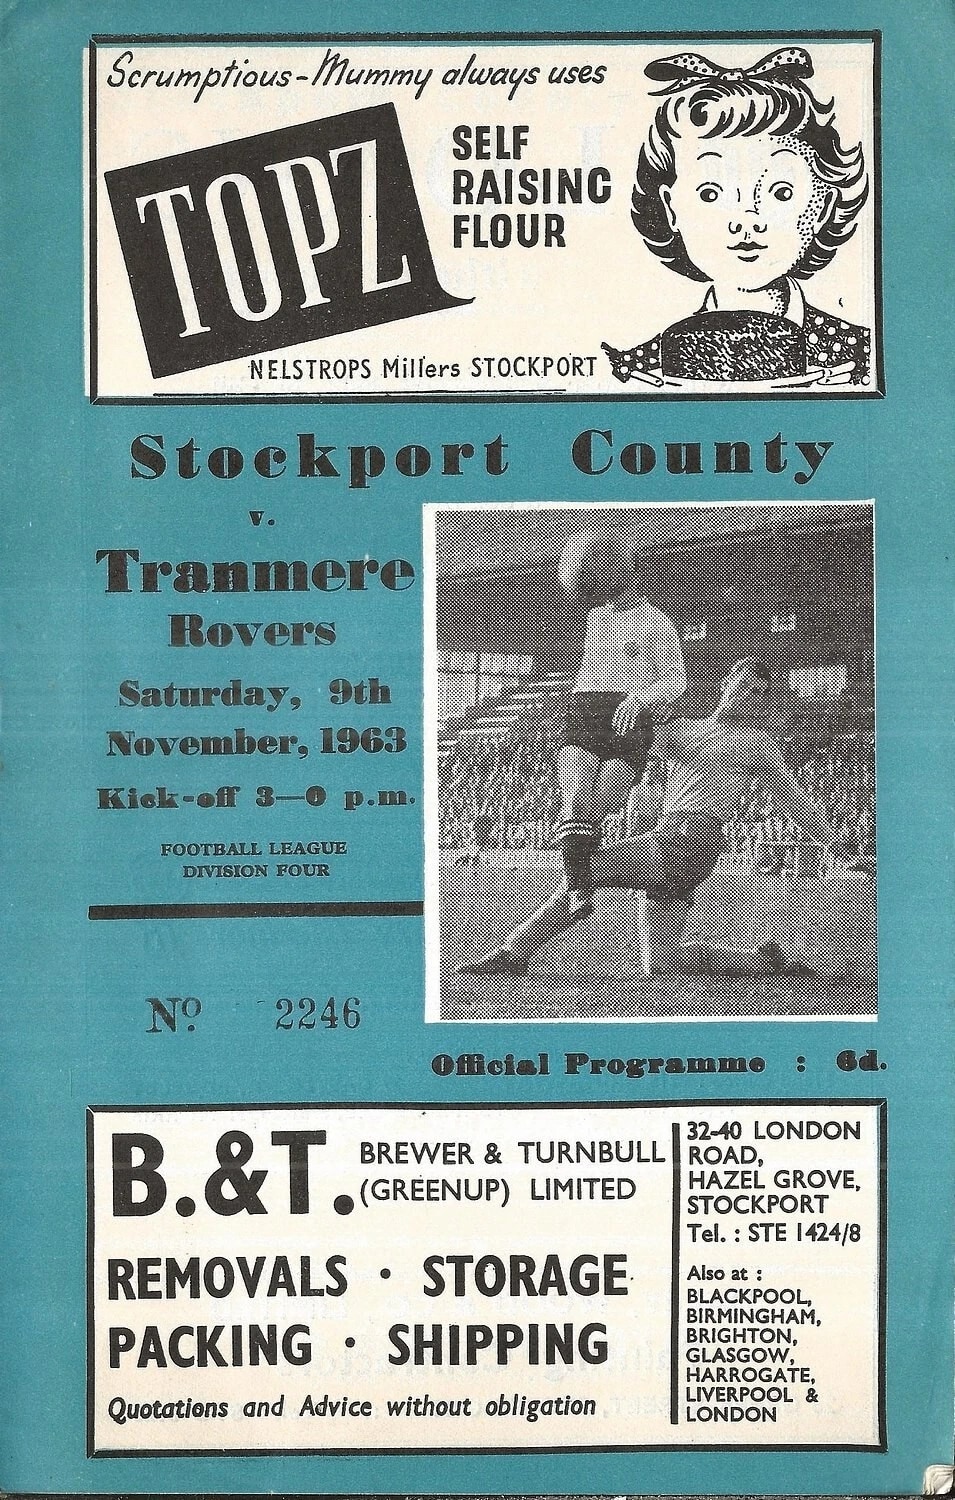 Scrumptious-Mummy always uses
TOPZ
SELF
RAISING
FLOUR
NELSTROPS Millers STOCKPORT
Stockport County
v.
Tranmere
Rovers
Saturday, 9th
November, 1963
Kick-off 3—0 p.m.
FOOTBALL LEAGUE
DIVISION FOUR
No. 2246
Official Programme : 6d.
B.&T. BREWER & TURNBULL
(GREENUP) LIMITED
REMOVALS · STORAGE
PACKING · SHIPPING
Quotations and Advice without obligation
32-40 LONDON
ROAD,
HAZEL GROVE,
STOCKPORT
Tel. : STE 1424/8
Also at :
BLACKPOOL,
BIRMINGHAM,
BRIGHTON,
GLASGOW,
HARROGATE,
LIVERPOOL &
LONDON